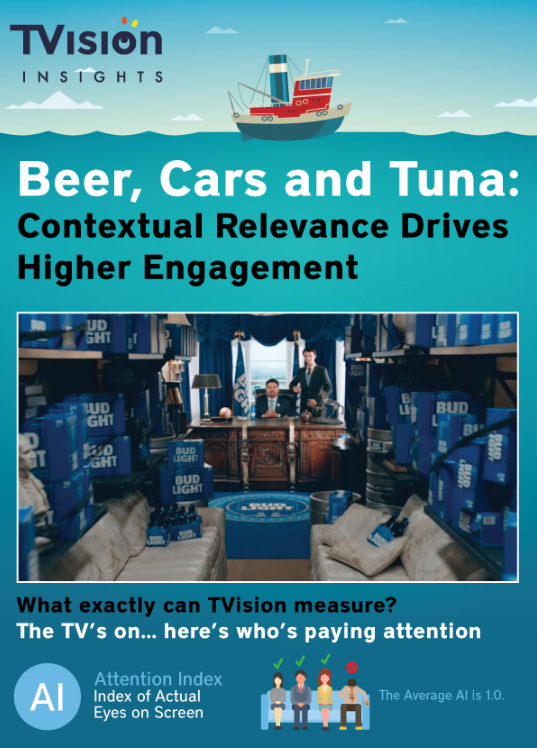 TVision
INSIGHTS
Beer, Cars and Tuna:
Contextual Relevance Drives
Higher Engagement
BUD
LIGHT
BUD
LIGHT
BUD
LIGHT
What exactly can TVision measure?
The TV's on... here's who's paying attention
AI
Attention Index
Index of Actual
Eyes on Screen
The Average AI is 1.0.